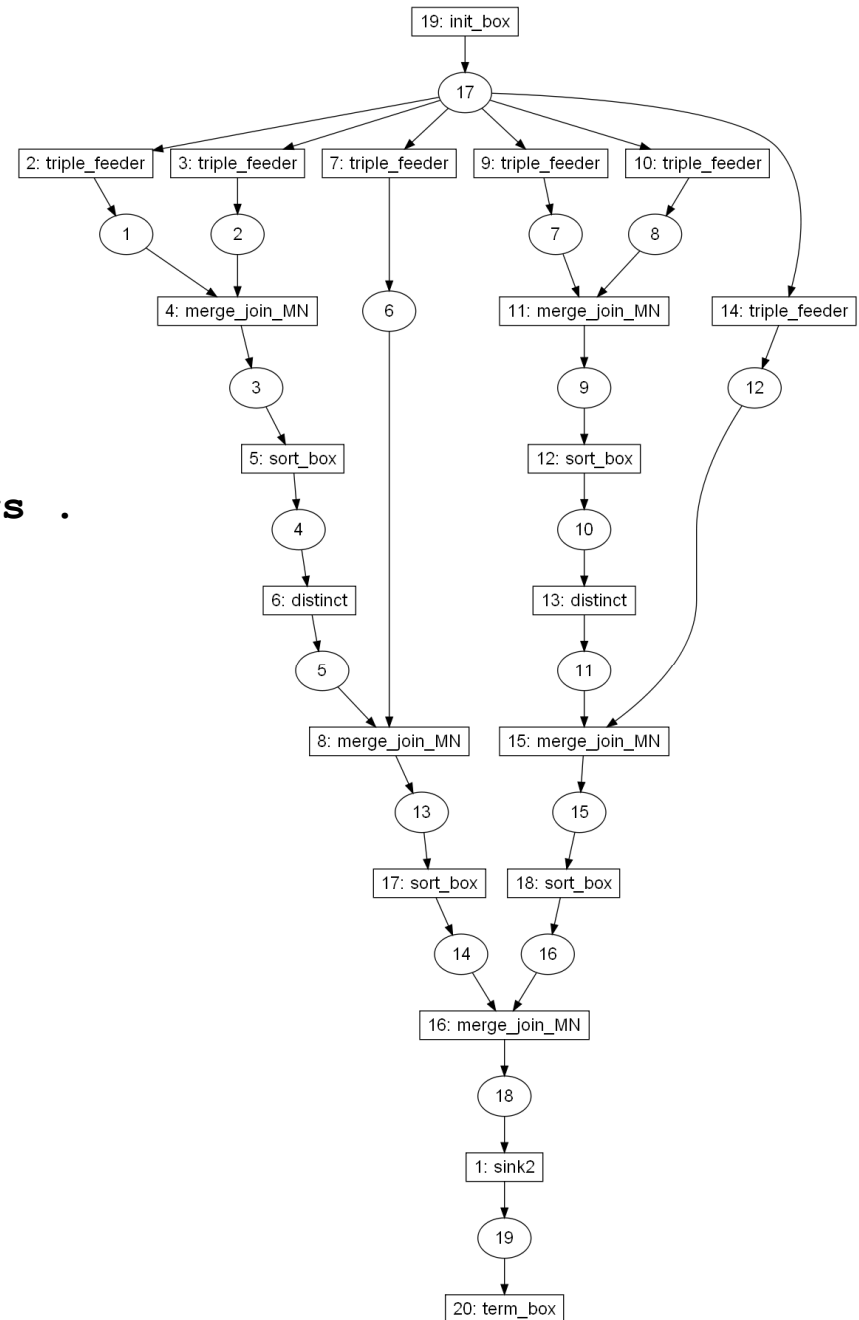 19: init_box
17
2: triple_feeder 3: triple_feeder 7: triple_feeder 9: triple_feeder 10: triple_feeder
1 2 7 8
4: merge_join_MN 6 11: merge_join_MN 14: triple_feeder
3 9 12
5: sort_box 12: sort_box
s .
4 10
6: distinct 13: distinct
5 11
8: merge_join_MN 15: merge_join_MN
13 15
17: sort_box 18: sort_box
14 16
16: merge_join_MN
18
1: sink2
19
20: term_box